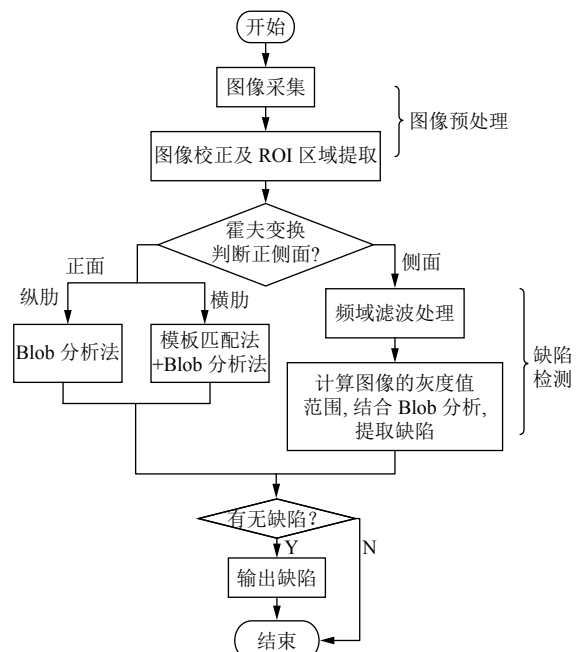 开始
图像采集
图像预处理
图像校正及 ROI 区域提取
霍夫变换
判断正侧面?
正面
侧面
纵肋
横肋
Blob 分析法
模板匹配法
+Blob 分析法
频域滤波处理
计算图像的灰度值
范围, 结合 Blob 分析,
提取缺陷
缺陷
检测
有无缺陷?
Y
N
输出缺陷
结束